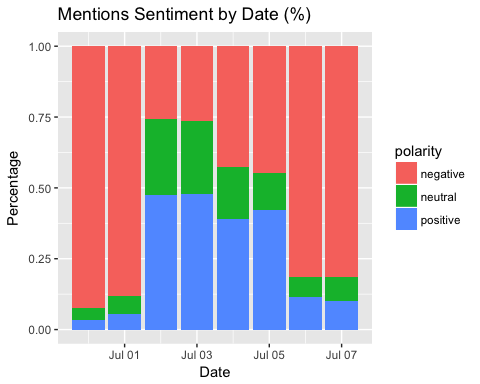 Mentions Sentiment by Date (%)
1.00
0.75
0.50
0.25
0.00
Percentage
Jul 01 Jul 03 Jul 05 Jul 07
Date
polarity
negative
neutral
positive